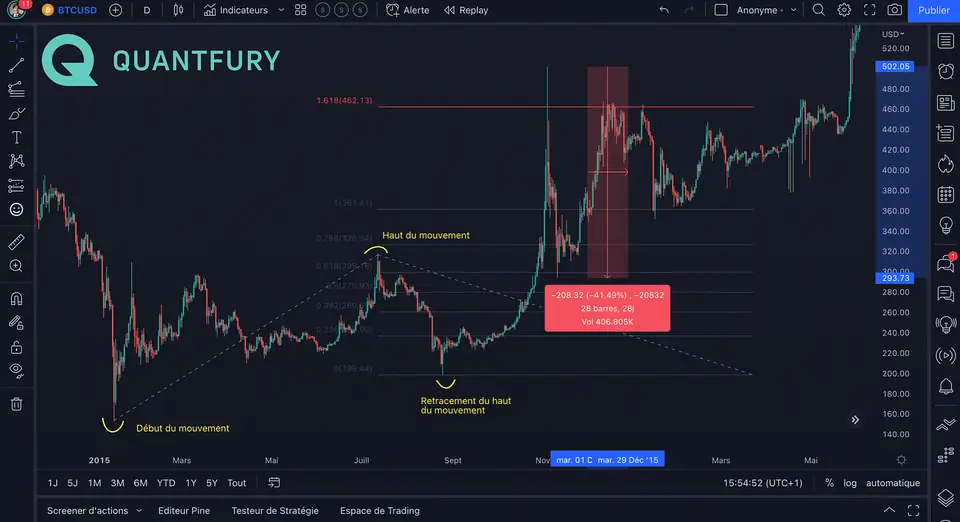 11
BTCUSD
D
Indicateurs
Alerte
Replay
Anonyme
Publier
QUANTFURY
USD
520.00
502.05
480.00
460.00
440.00
420.00
400.00
380.00
360.00
340.00
320.00
300.00
293.73
280.00
260.00
240.00
220.00
200.00
180.00
160.00
140.00
1.618(462.13)
1(361.41)
0(195.44)
Haut du mouvement
−208.32 (−41.49%) , −20832
28 barres, 28j
Vol 406.805K
Retracement du haut
du mouvement
Début du mouvement
1
2015
Mars
Mai
Juill
Sept
Nov
mar. 01 D
mar. 29 Déc '15
Mars
Mai
1J 5J 1M 3M 6M YTD 1Y 5Y Tout
15:54:52 (UTC+1)
% log automatique
Screener d'actions
Editeur Pine
Testeur de Stratégie
Espace de Trading